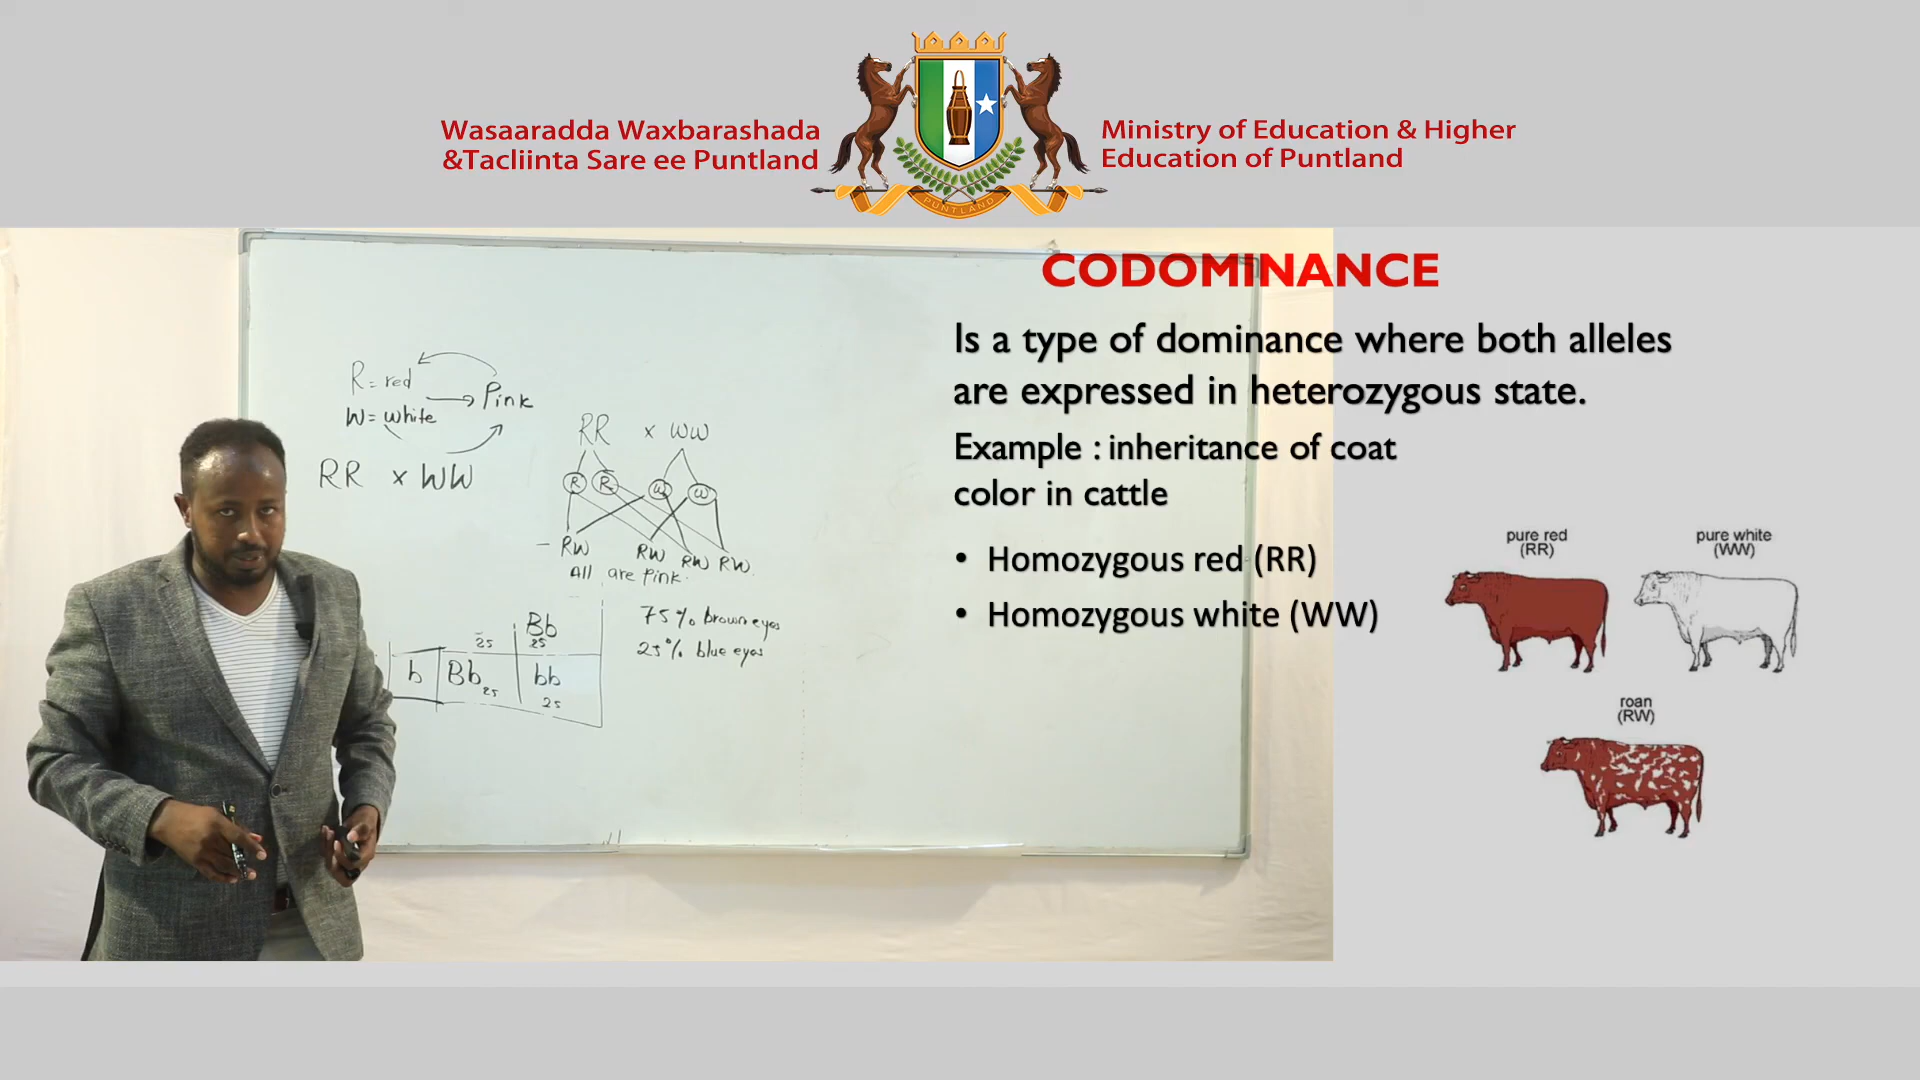 Wasaaradda Waxbarashada
&Tacliinta Sare ee Puntland
Ministry of Education & Higher
Education of Puntland
PUNTLAND
CODOMINANCE
Is a type of dominance where both alleles
are expressed in heterozygous state.
Example : inheritance of coat
color in cattle
• Homozygous red (RR)
• Homozygous white (WW)
pure red
(RR)
pure white
(WW)
roan
(RW)
R = red
W = white
Pink
RR x WW
RR x WW
R R W W
RW RW RW RW
All are pink.
75% brown eyes
25% blue eyes
25
Bb
25
b
Bb
25
bb
25